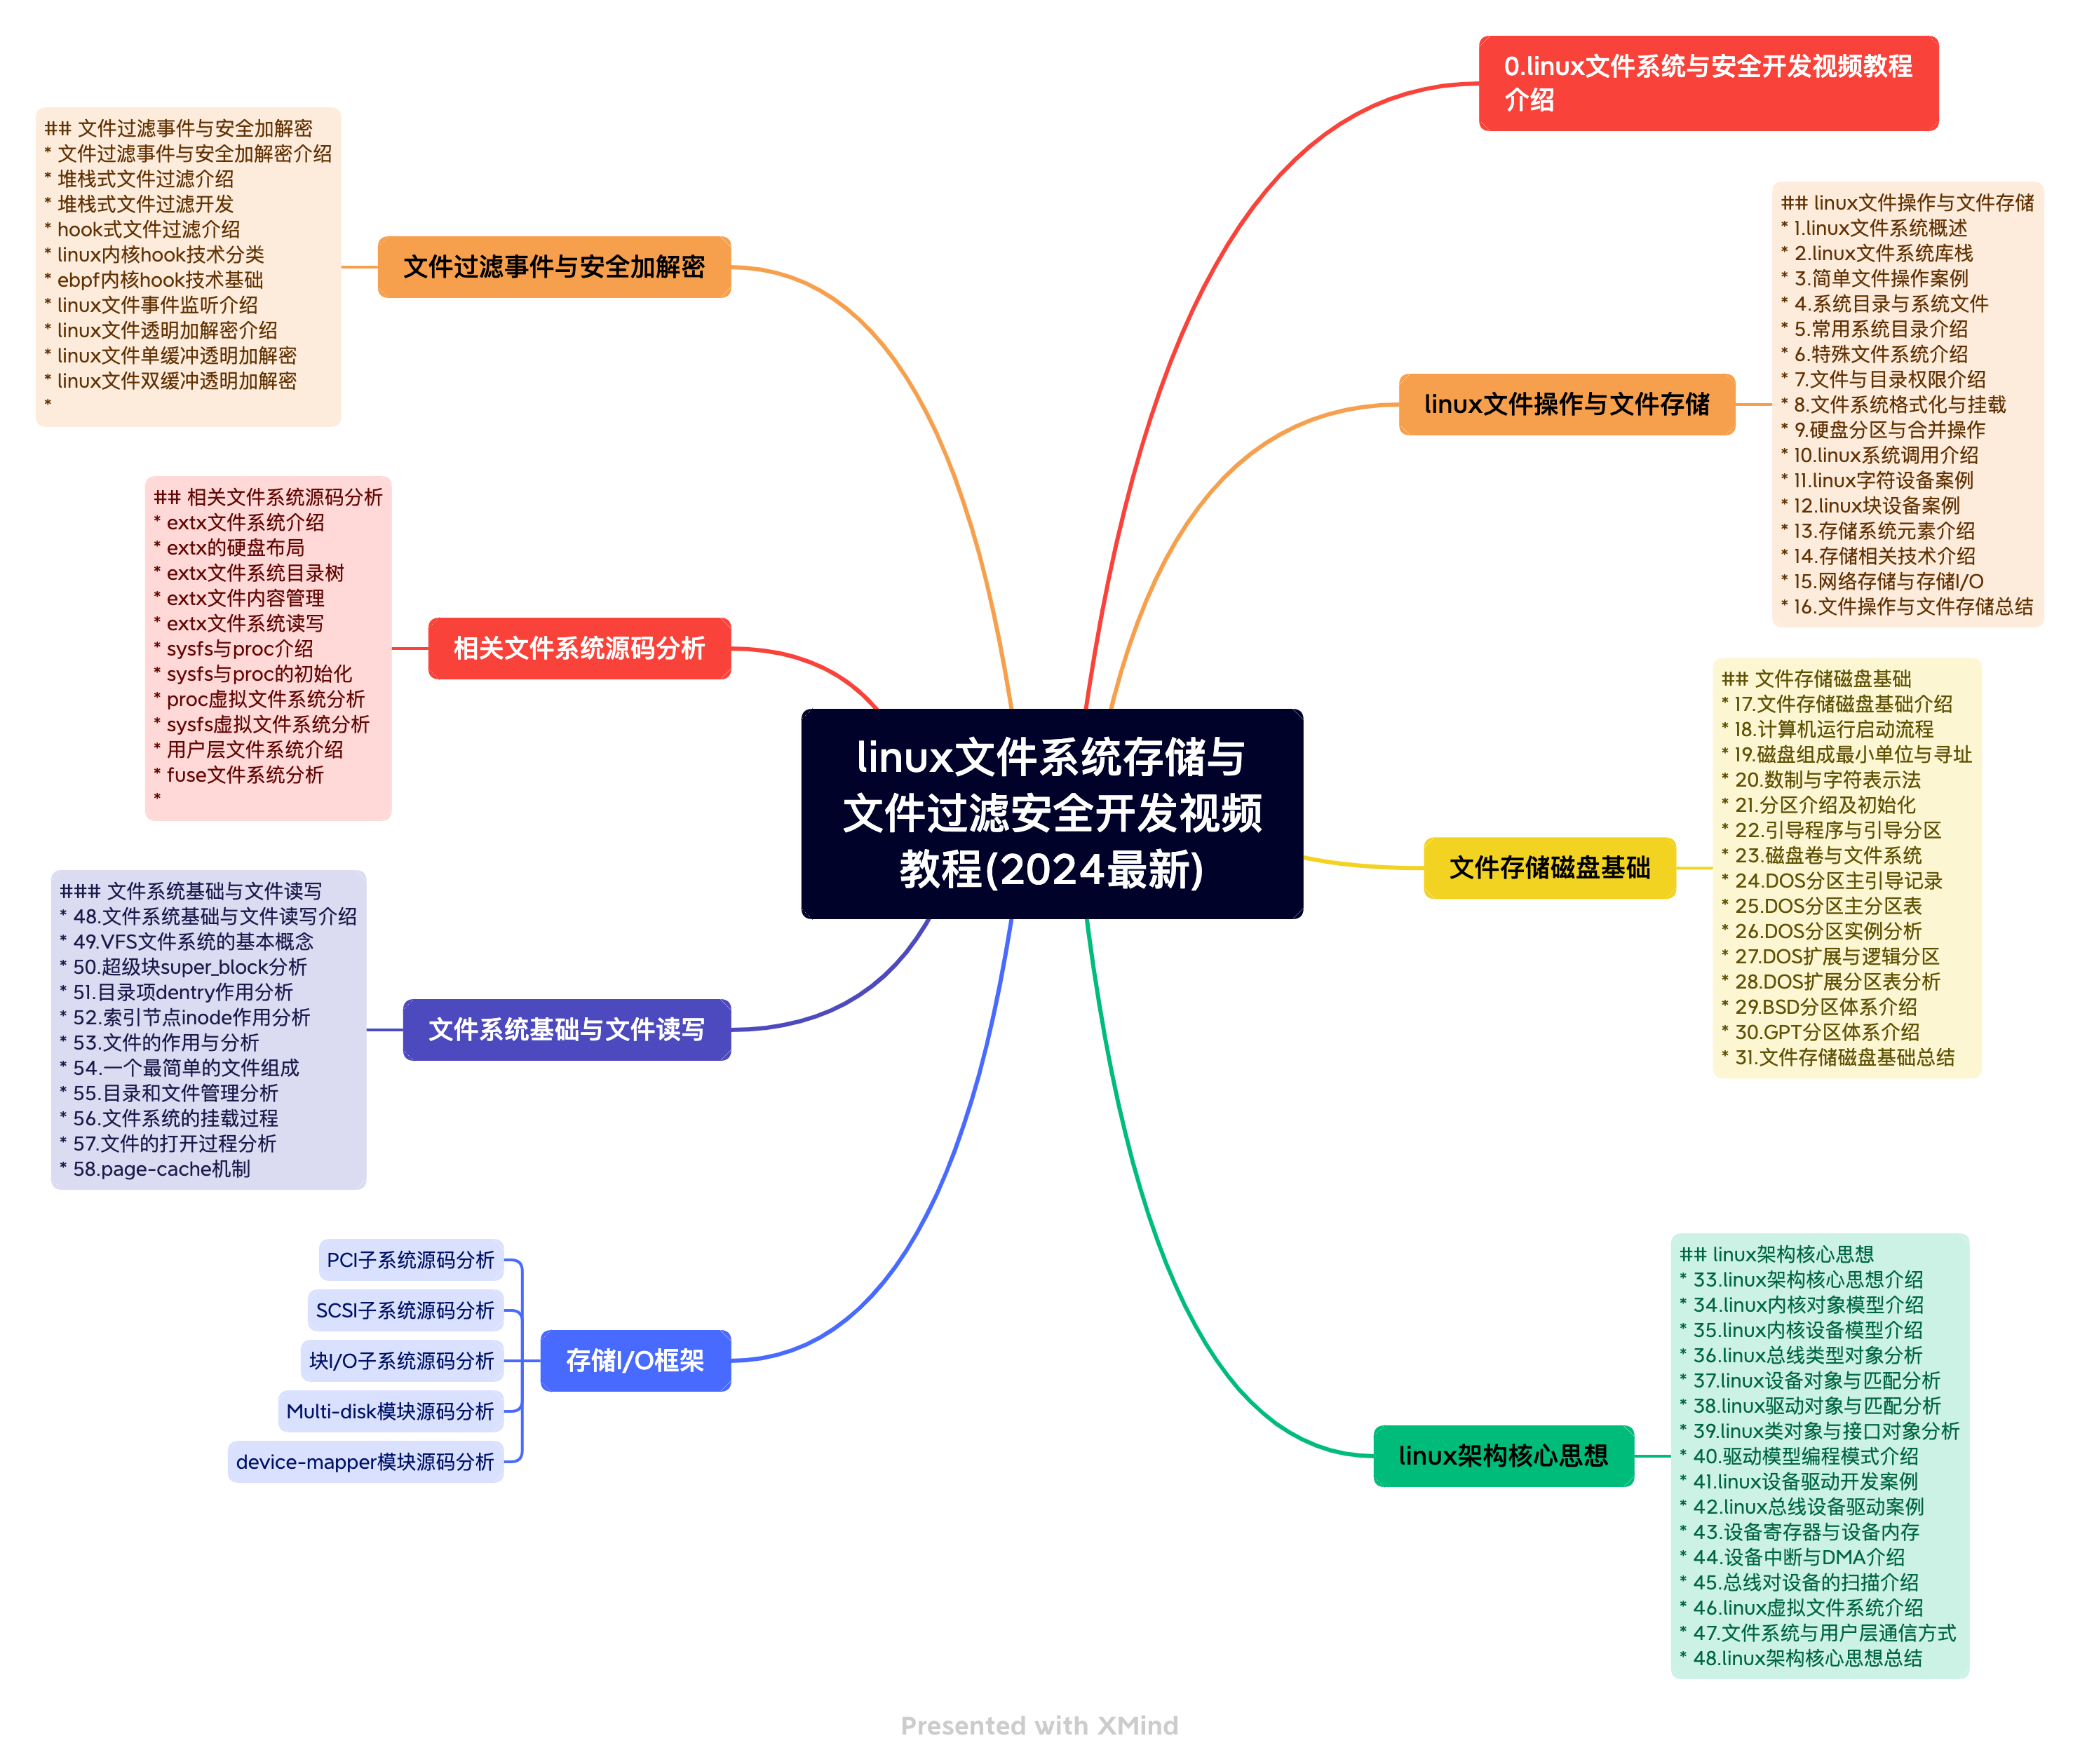 linux文件系统存储与
文件过滤安全开发视频
教程(2024最新)
0.linux文件系统与安全开发视频教程
介绍
linux文件操作与文件存储
## linux文件操作与文件存储
* 1.linux文件系统概述
* 2.linux文件系统库栈
* 3.简单文件操作案例
* 4.系统目录与系统文件
* 5.常用系统目录介绍
* 6.特殊文件系统介绍
* 7.文件与目录权限介绍
* 8.文件系统格式化与挂载
* 9.硬盘分区与合并操作
* 10.linux系统调用介绍
* 11.linux字符设备案例
* 12.linux块设备案例
* 13.存储系统元素介绍
* 14.存储相关技术介绍
* 15.网络存储与存储I/O
* 16.文件操作与文件存储总结
文件存储磁盘基础
## 文件存储磁盘基础
* 17.文件存储磁盘基础介绍
* 18.计算机运行启动流程
* 19.磁盘组成最小单位与寻址
* 20.数制与字符表示法
* 21.分区介绍及初始化
* 22.引导程序与引导分区
* 23.磁盘卷与文件系统
* 24.DOS分区主引导记录
* 25.DOS分区主分区表
* 26.DOS分区实例分析
* 27.DOS扩展与逻辑分区
* 28.DOS扩展分区表分析
* 29.BSD分区体系介绍
* 30.GPT分区体系介绍
* 31.文件存储磁盘基础总结
linux架构核心思想
## linux架构核心思想
* 33.linux架构核心思想介绍
* 34.linux内核对象模型介绍
* 35.linux内核设备模型介绍
* 36.linux总线类型对象分析
* 37.linux设备对象与匹配分析
* 38.linux驱动对象与匹配分析
* 39.linux类对象与接口对象分析
* 40.驱动模型编程模式介绍
* 41.linux设备驱动开发案例
* 42.linux总线设备驱动案例
* 43.设备寄存器与设备内存
* 44.设备中断与DMA介绍
* 45.总线对设备的扫描介绍
* 46.linux虚拟文件系统介绍
* 47.文件系统与用户层通信方式
* 48.linux架构核心思想总结
文件过滤事件与安全加解密
## 文件过滤事件与安全加解密
* 文件过滤事件与安全加解密介绍
* 堆栈式文件过滤介绍
* 堆栈式文件过滤开发
* hook式文件过滤介绍
* linux内核hook技术分类
* ebpf内核hook技术基础
* linux文件事件监听介绍
* linux文件透明加解密介绍
* linux文件单缓冲透明加解密
* linux文件双缓冲透明加解密
*
相关文件系统源码分析
## 相关文件系统源码分析
* extx文件系统介绍
* extx的硬盘布局
* extx文件系统目录树
* extx文件内容管理
* extx文件系统读写
* sysfs与proc介绍
* sysfs与proc的初始化
* proc虚拟文件系统分析
* sysfs虚拟文件系统分析
* 用户层文件系统介绍
* fuse文件系统分析
*
文件系统基础与文件读写
### 文件系统基础与文件读写
* 48.文件系统基础与文件读写介绍
* 49.VFS文件系统的基本概念
* 50.超级块super_block分析
* 51.目录项dentry作用分析
* 52.索引节点inode作用分析
* 53.文件的作用与分析
* 54.一个最简单的文件组成
* 55.目录和文件管理分析
* 56.文件系统的挂载过程
* 57.文件的打开过程分析
* 58.page-cache机制
存储I/O框架
PCI子系统源码分析
SCSI子系统源码分析
块I/O子系统源码分析
Multi-disk模块源码分析
device-mapper模块源码分析
Presented with XMind